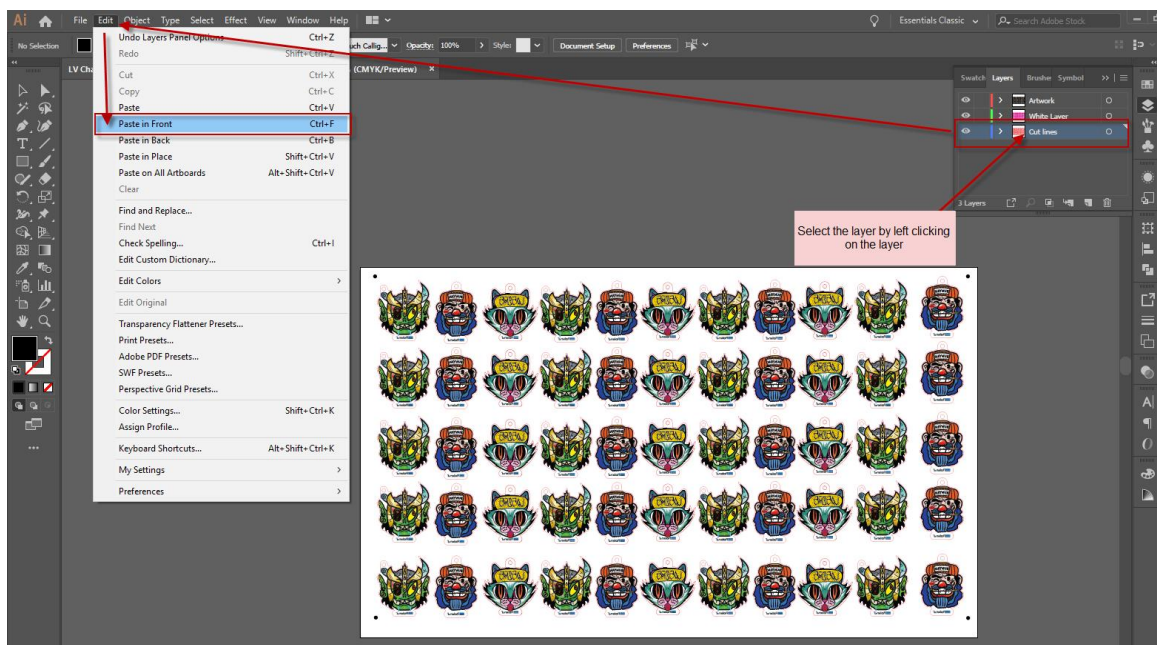 Ai File Edit Object Type Select Effect View Window Help Essentials Classic Search Adobe Stock
No Selection Opacity: 100% Style: Document Setup Preferences
(CMYK/Preview) ×
Undo Layers Panel Options Ctrl+Z
Redo Shift+Ctrl+Z
Cut Ctrl+X
Copy Ctrl+C
Paste Ctrl+V
Paste in Front Ctrl+F
Paste in Back Ctrl+B
Paste in Place Shift+Ctrl+V
Paste on All Artboards Alt+Shift+Ctrl+V
Clear
Find and Replace...
Find Next
Check Spelling... Ctrl+I
Edit Custom Dictionary...
Edit Colors
Edit Original
Transparency Flattener Presets...
Print Presets...
Adobe PDF Presets...
SWF Presets...
Perspective Grid Presets...
Color Settings... Shift+Ctrl+K
Assign Profile...
Keyboard Shortcuts... Alt+Shift+Ctrl+K
My Settings
Preferences
Swatch Layers Brushe Symbol
Artwork
White Layer
Cut lines
3 Layers
Select the layer by left clicking
on the layer